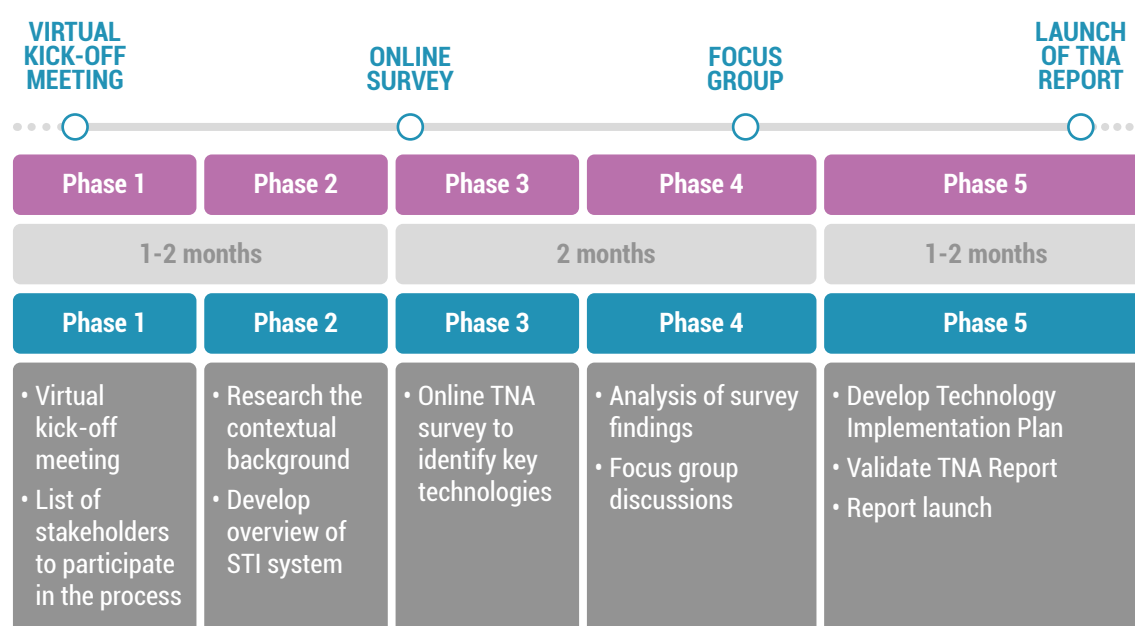 VIRTUAL
KICK-OFF
MEETING
ONLINE
SURVEY
FOCUS
GROUP
LAUNCH
OF TNA
REPORT
Phase 1
Phase 2
Phase 3
Phase 4
Phase 5
1-2 months
2 months
1-2 months
Phase 1
Phase 2
Phase 3
Phase 4
Phase 5
• Virtual
kick-off
meeting
• List of
stakeholders
to participate
in the process
• Research the
contextual
background
• Develop
overview of
STI system
• Online TNA
survey to
identify key
technologies
• Analysis of survey
findings
• Focus group
discussions
• Develop Technology
Implementation Plan
• Validate TNA Report
• Report launch